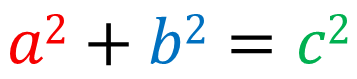 a² + b² = c²